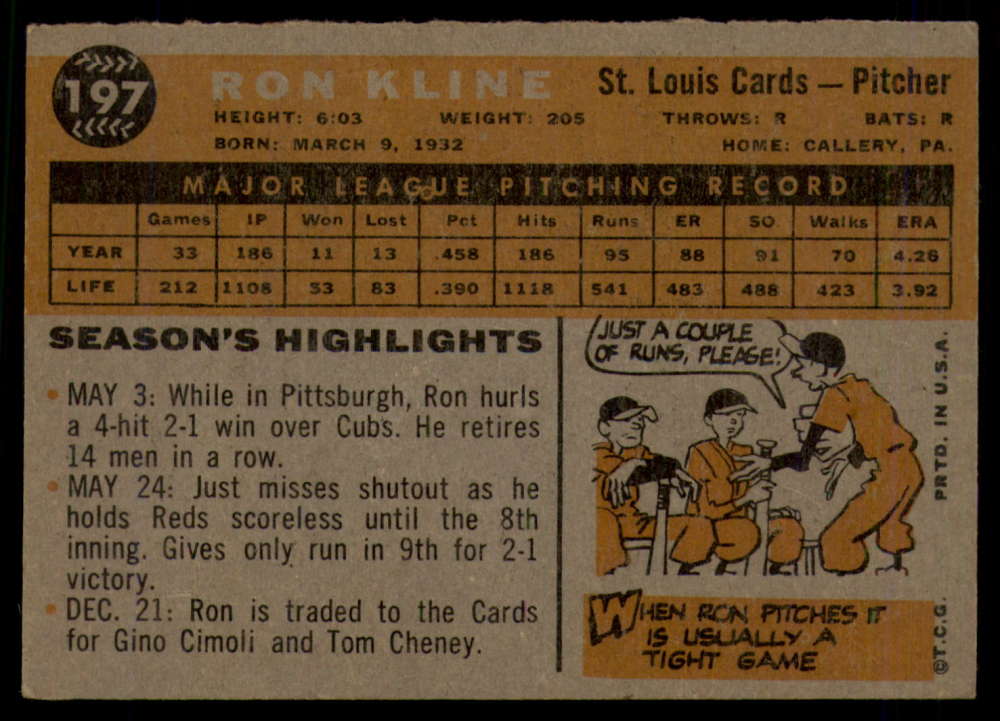 197
RON KLINE
St. Louis Cards — Pitcher
HEIGHT: 6:03 WEIGHT: 205 THROWS: R BATS: R
BORN: MARCH 9, 1932 HOME: CALLERY, PA.
MAJOR LEAGUE PITCHING RECORD
Games IP Won Lost Pct Hits Runs ER SO Walks ERA
YEAR 33 186 11 13 .458 186 95 88 91 70 4.26
LIFE 212 1108 53 83 .390 1118 541 483 488 423 3.92
SEASON'S HIGHLIGHTS
• MAY 3: While in Pittsburgh, Ron hurls
a 4-hit 2-1 win over Cubs. He retires
14 men in a row.
• MAY 24: Just misses shutout as he
holds Reds scoreless until the 8th
inning. Gives only run in 9th for 2-1
victory.
• DEC. 21: Ron is traded to the Cards
for Gino Cimoli and Tom Cheney.
JUST A COUPLE
OF RUNS, PLEASE!
WHEN RON PITCHES IT
IS USUALLY A
TIGHT GAME
PRTD. IN U.S.A.
©T.C.G.